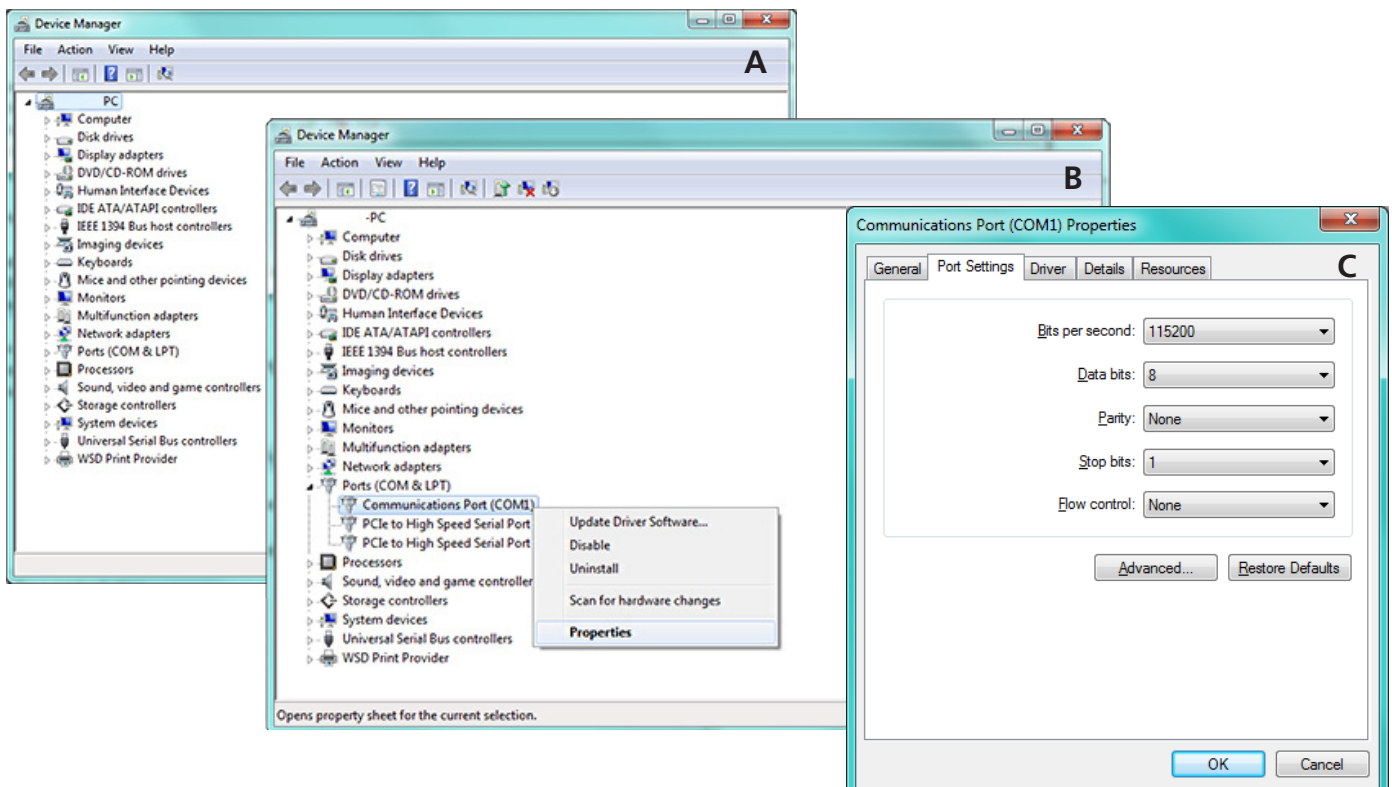 Device Manager
File Action View Help
A
PC
Computer
Disk drives
Display adapters
DVD/CD-ROM drives
Human Interface Devices
IDE ATA/ATAPI controllers
IEEE 1394 Bus host controllers
Imaging devices
Keyboards
Mice and other pointing devices
Monitors
Multifunction adapters
Network adapters
Ports (COM & LPT)
Processors
Sound, video and game controllers
Storage controllers
System devices
Universal Serial Bus controllers
WSD Print Provider
Device Manager
File Action View Help
B
-PC
Computer
Disk drives
Display adapters
DVD/CD-ROM drives
Human Interface Devices
IDE ATA/ATAPI controllers
IEEE 1394 Bus host controllers
Imaging devices
Keyboards
Mice and other pointing devices
Monitors
Multifunction adapters
Network adapters
Ports (COM & LPT)
Communications Port (COM1)
PCIe to High Speed Serial Port
PCIe to High Speed Serial Port
Processors
Sound, video and game controller
Storage controllers
System devices
Universal Serial Bus controllers
WSD Print Provider
Update Driver Software...
Disable
Uninstall
Scan for hardware changes
Properties
Opens property sheet for the current selection.
Communications Port (COM1) Properties
General Port Settings Driver Details Resources
C
Bits per second: 115200
Data bits: 8
Parity: None
Stop bits: 1
Flow control: None
Advanced... Restore Defaults
OK Cancel